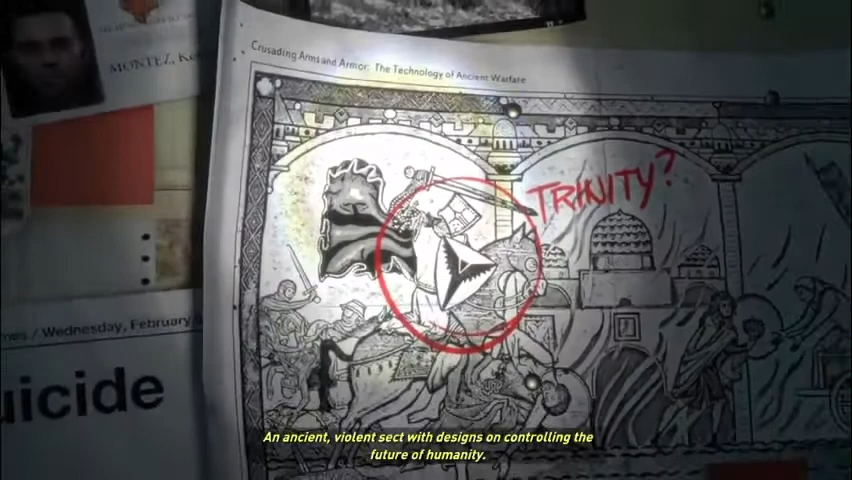 MONTEZ,
Crusading Arms and Armor: The Technology of Ancient Warfare
TRINITY?
mes / Wednesday, February
uicide
An ancient, violent sect with designs on controlling the
future of humanity.